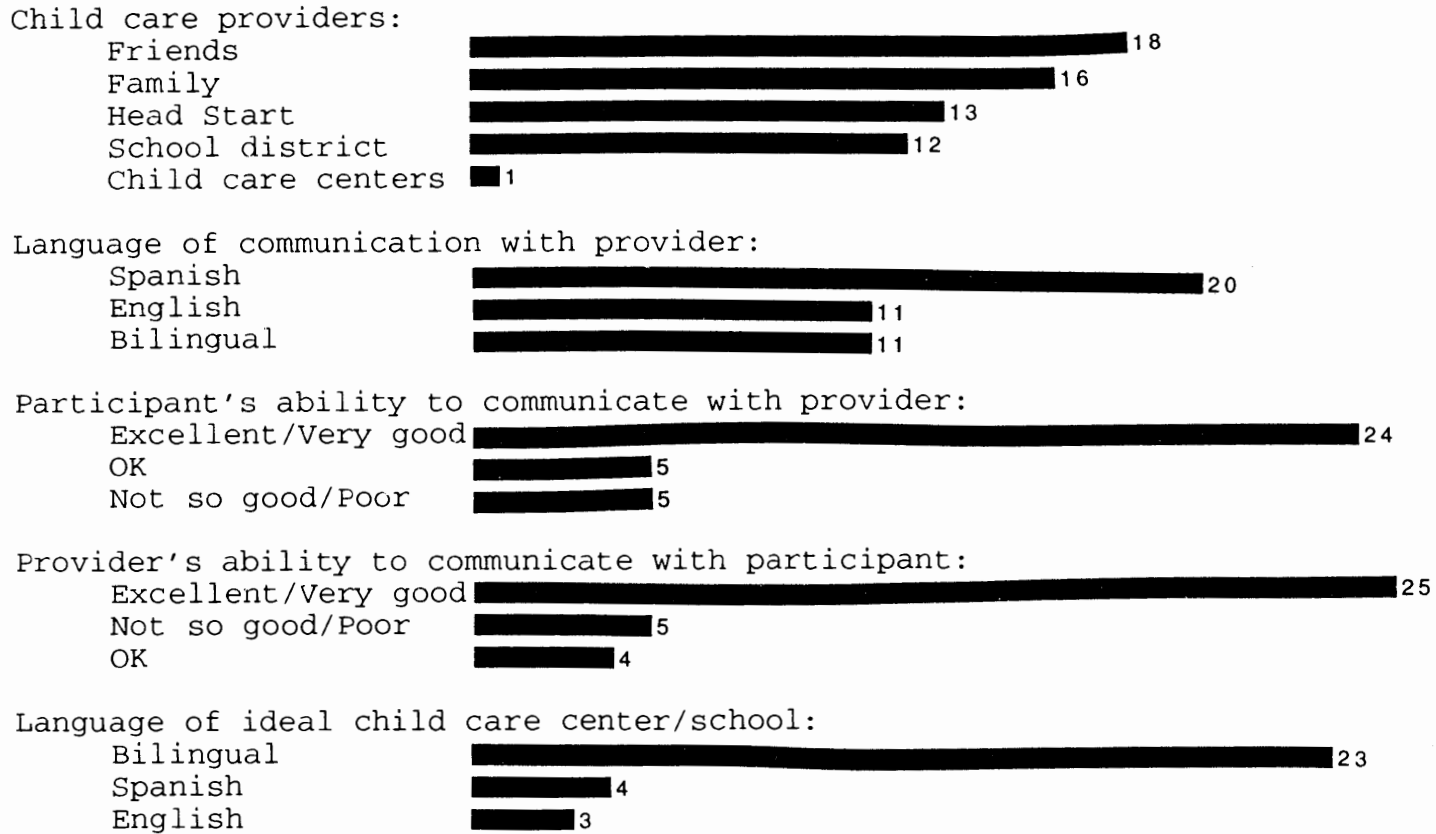 Child care providers:
Friends 18
Family 16
Head Start 13
School district 12
Child care centers 1
Language of communication with provider:
Spanish 20
English 11
Bilingual 11
Participant's ability to communicate with provider:
Excellent/Very good 24
OK 5
Not so good/Poor 5
Provider's ability to communicate with participant:
Excellent/Very good 25
Not so good/Poor 5
OK 4
Language of ideal child care center/school:
Bilingual 23
Spanish 4
English 3